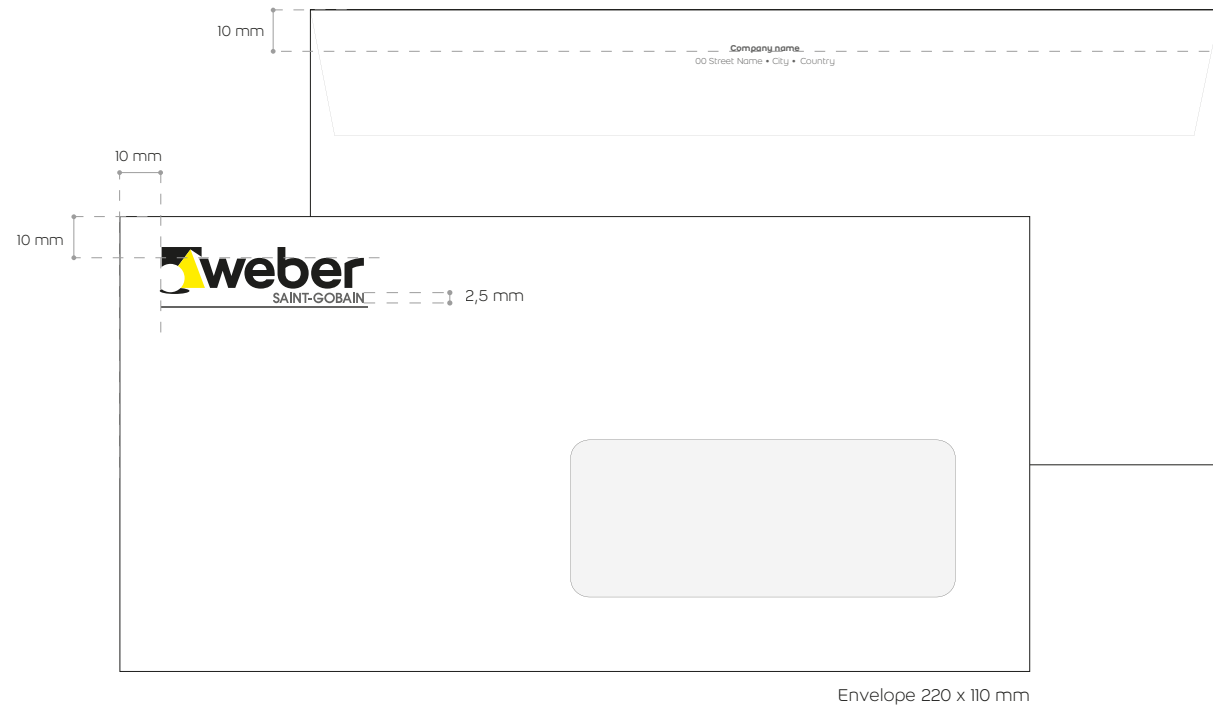 10 mm
Company name
00 Street Name • City • Country
10 mm
10 mm
weber
SAINT-GOBAIN
2,5 mm
Envelope 220 x 110 mm